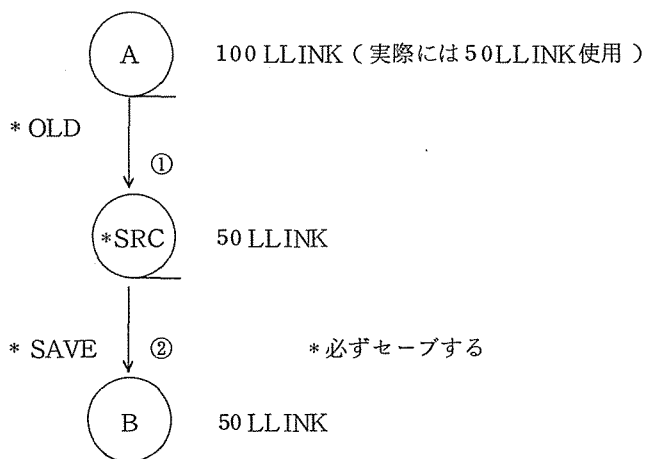 A 100 LLINK（実際には50LLINK使用）
* OLD
①
*SRC 50 LLINK
* SAVE ② *必ずセーブする
B 50 LLINK